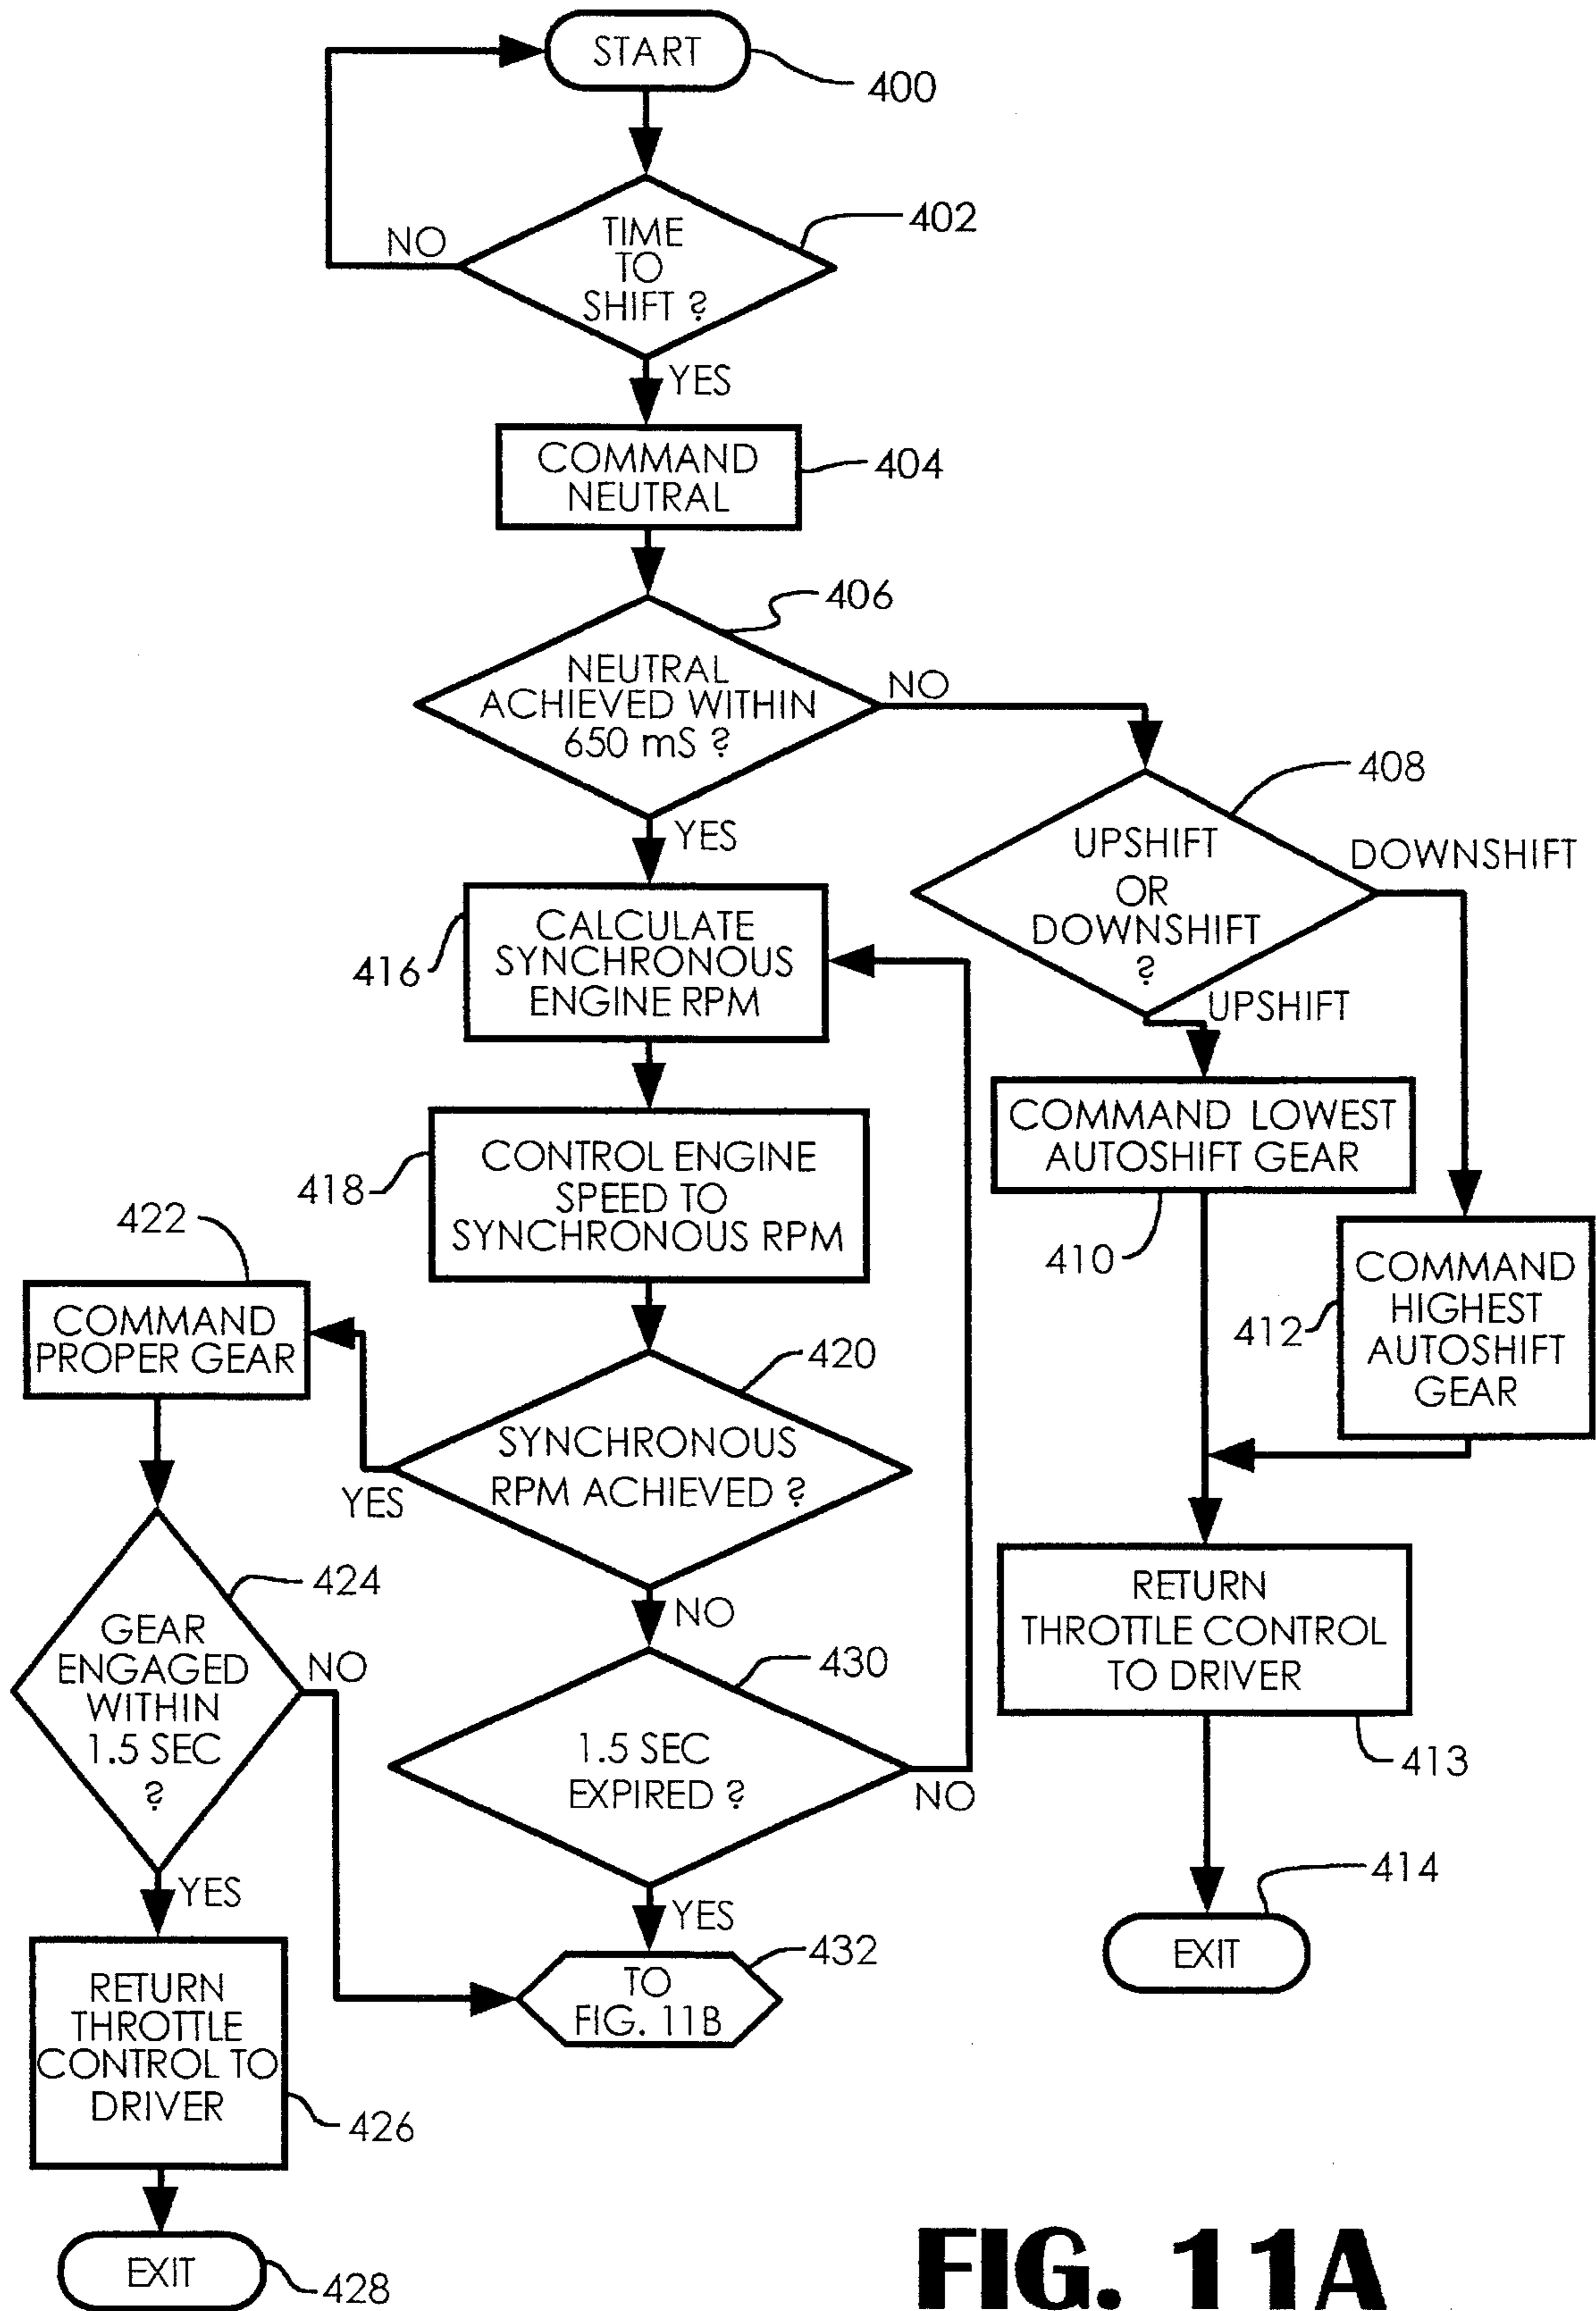 START
400
TIME
TO
SHIFT ?
402
NO
YES
COMMAND
NEUTRAL
404
406
NEUTRAL
ACHIEVED WITHIN
650 mS ?
NO
YES
408
UPSHIFT
OR
DOWNSHIFT
?
DOWNSHIFT
UPSHIFT
CALCULATE
SYNCHRONOUS
ENGINE RPM
416
COMMAND LOWEST
AUTOSHIFT GEAR
410
CONTROL ENGINE
SPEED TO
SYNCHRONOUS RPM
418
COMMAND
HIGHEST
AUTOSHIFT
GEAR
412
422
COMMAND
PROPER GEAR
420
SYNCHRONOUS
RPM ACHIEVED ?
YES
NO
424
GEAR
ENGAGED
WITHIN
1.5 SEC
?
NO
YES
430
1.5 SEC
EXPIRED ?
NO
YES
RETURN
THROTTLE CONTROL
TO DRIVER
413
414
EXIT
432
TO
FIG. 11B
RETURN
THROTTLE
CONTROL TO
DRIVER
426
EXIT
428
FIG. 11A